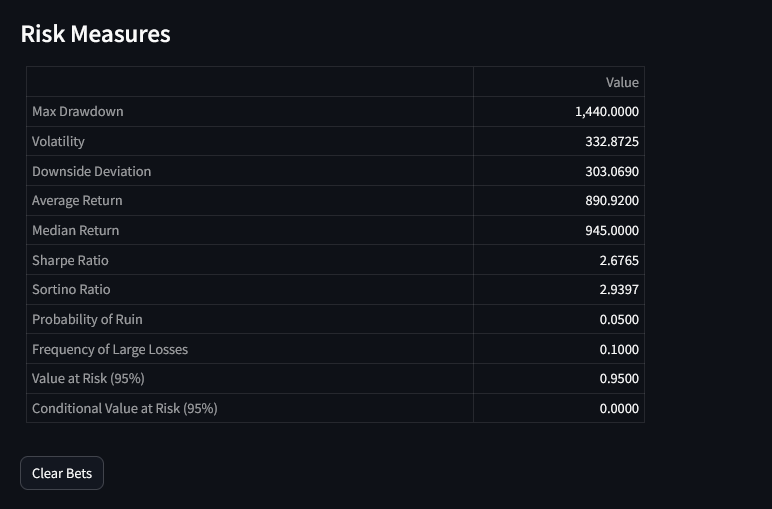 Risk Measures
Value
Max Drawdown 1,440.0000
Volatility 332.8725
Downside Deviation 303.0690
Average Return 890.9200
Median Return 945.0000
Sharpe Ratio 2.6765
Sortino Ratio 2.9397
Probability of Ruin 0.0500
Frequency of Large Losses 0.1000
Value at Risk (95%) 0.9500
Conditional Value at Risk (95%) 0.0000
Clear Bets